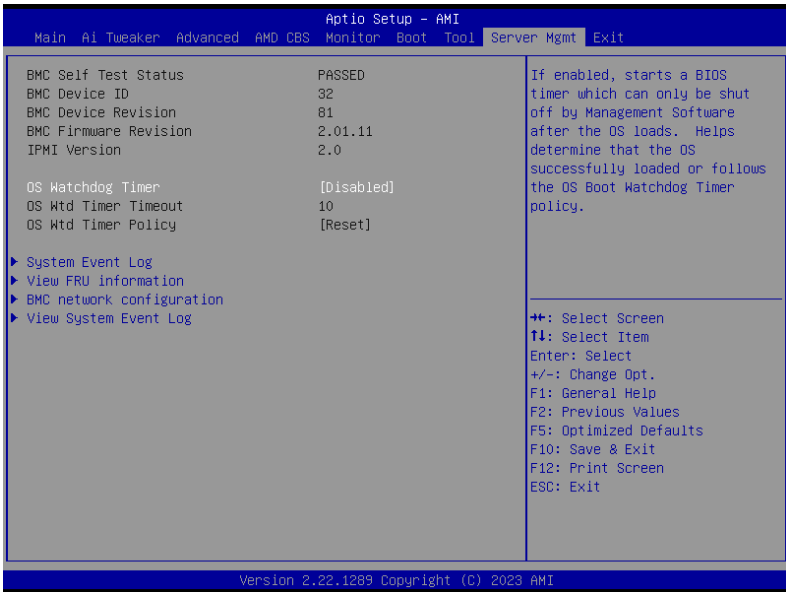 Aptio Setup – AMI
Main Ai Tweaker Advanced AMD CBS Monitor Boot Tool Server Mgmt Exit
BMC Self Test Status PASSED
BMC Device ID 32
BMC Device Revision 81
BMC Firmware Revision 2.01.11
IPMI Version 2.0
OS Watchdog Timer [Disabled]
OS Wtd Timer Timeout 10
OS Wtd Timer Policy [Reset]
System Event Log
View FRU information
BMC network configuration
View System Event Log
If enabled, starts a BIOS
timer which can only be shut
off by Management Software
after the OS loads. Helps
determine that the OS
successfully loaded or follows
the OS Boot Watchdog Timer
policy.
→←: Select Screen
↑↓: Select Item
Enter: Select
+/-: Change Opt.
F1: General Help
F2: Previous Values
F5: Optimized Defaults
F10: Save & Exit
F12: Print Screen
ESC: Exit
Version 2.22.1289 Copyright (C) 2023 AMI